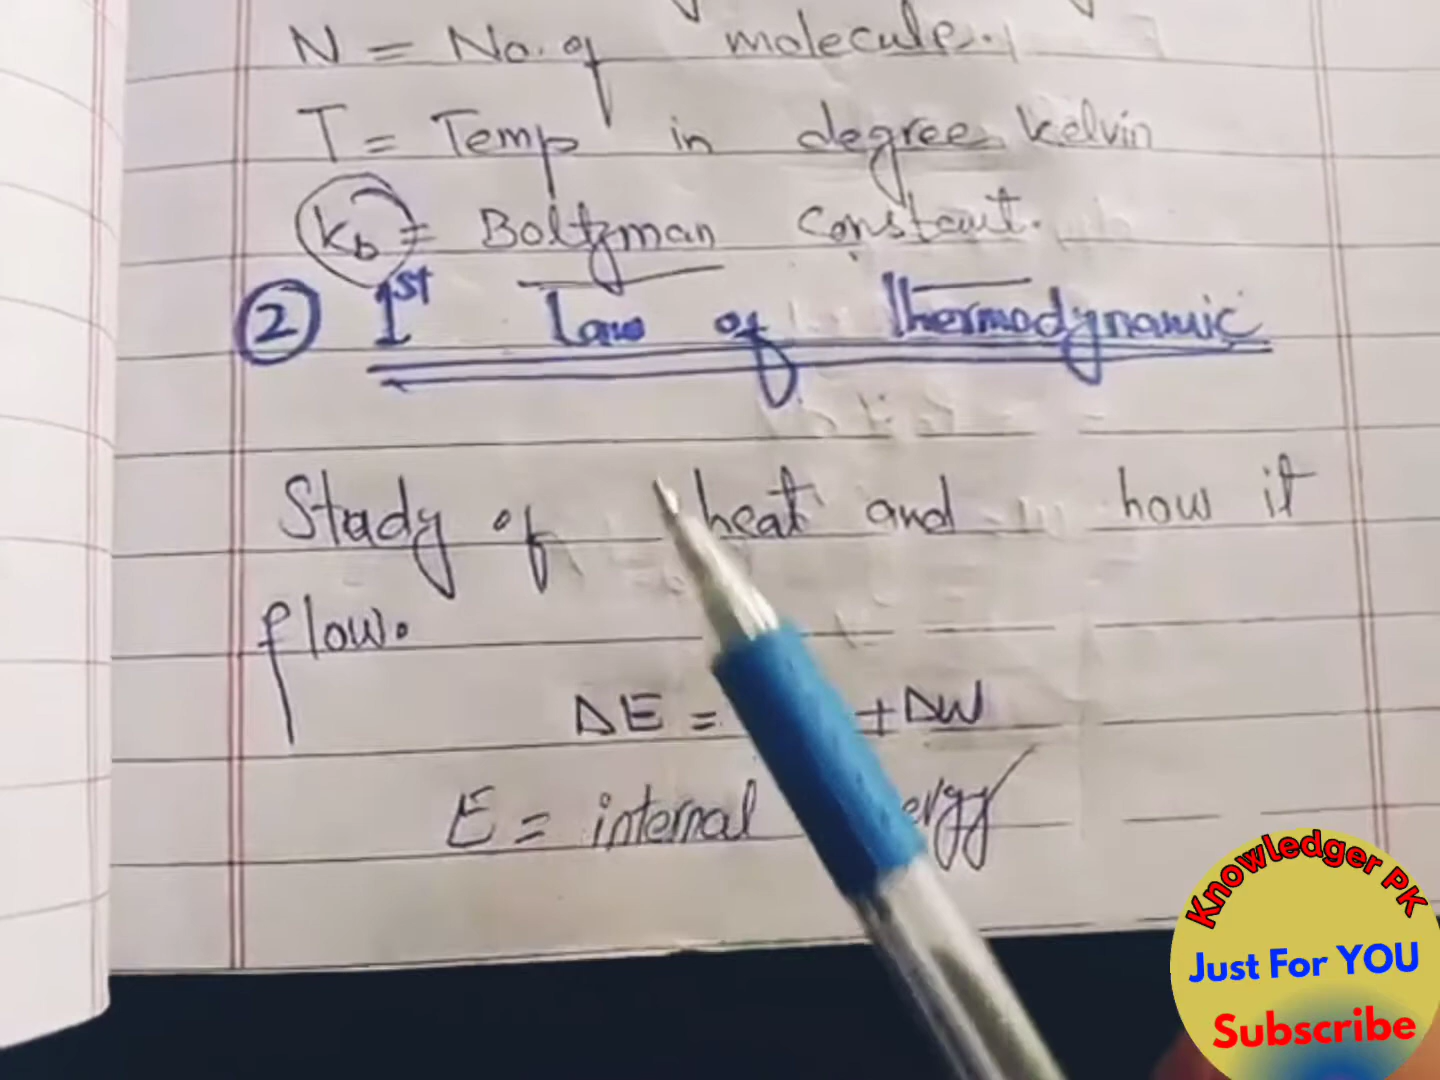 N = No. of molecule.
T = Temp in degree Kelvin
kb = Boltzman Constant.
② 1st Law of thermodynamic
Study of heat and how it
flow.
ΔE = + ΔW
E = internal
Knowledger PK
Just For YOU
Subscribe